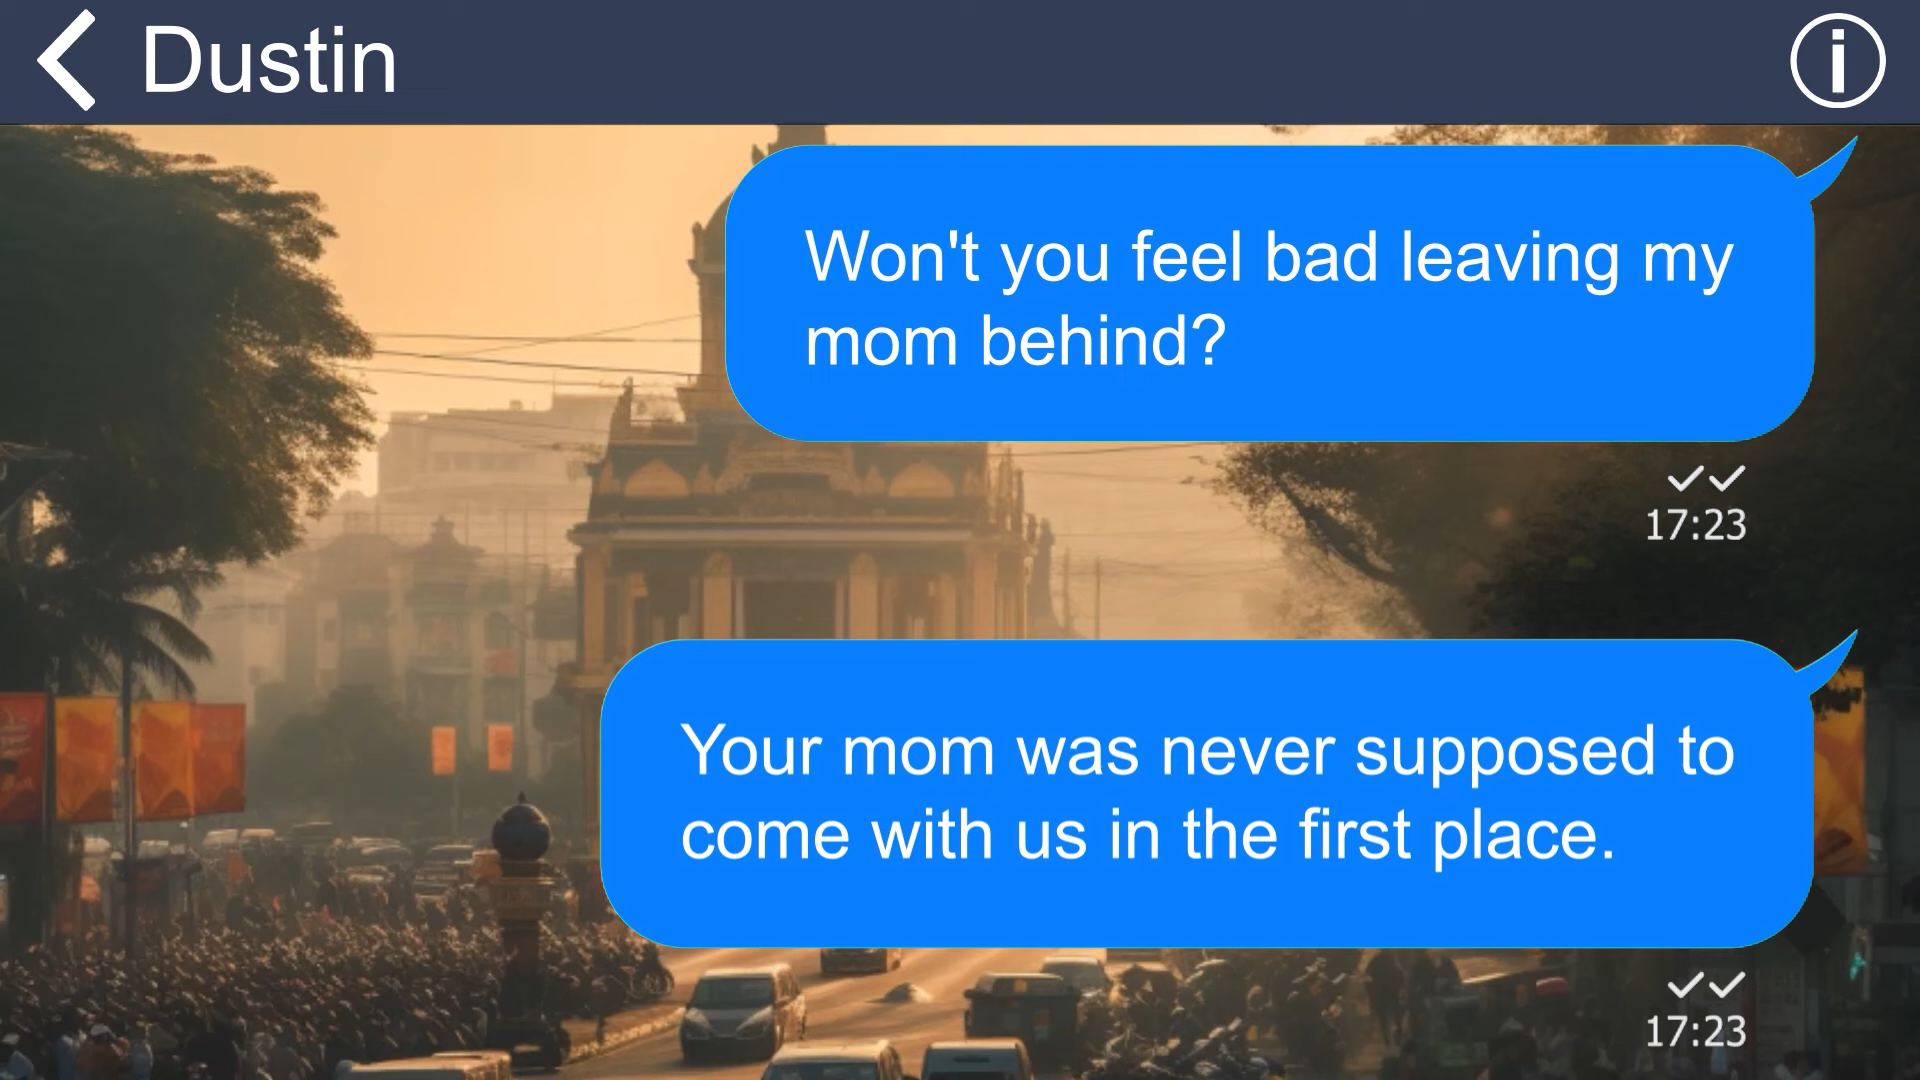 Dustin
Won't you feel bad leaving my
mom behind?
17:23
Your mom was never supposed to
come with us in the first place.
17:23